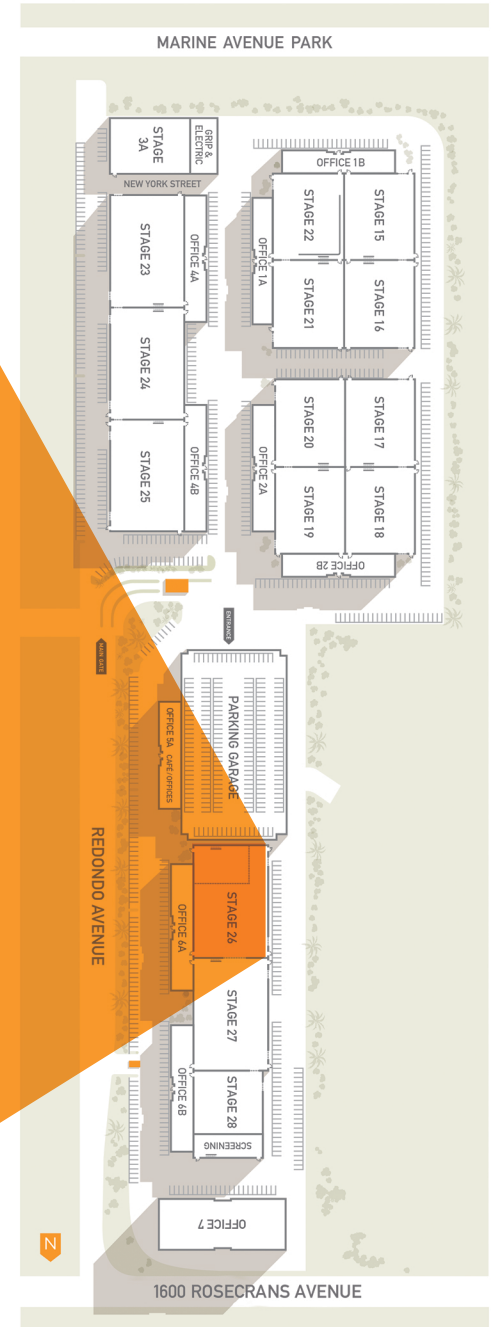 MARINE AVENUE PARK
STAGE
3A
GRIP &
ELECTRIC
NEW YORK STREET
OFFICE 1B
STAGE 23
OFFICE 4A
OFFICE 1A
STAGE 22
STAGE 15
STAGE 24
STAGE 21
STAGE 16
STAGE 25
OFFICE 4B
OFFICE 2A
STAGE 20
STAGE 17
STAGE 19
STAGE 18
OFFICE 2B
ENTRANCE
MAIN GATE
OFFICE 5A CAFÉ/OFFICES
PARKING GARAGE
REDONDO AVENUE
OFFICE 6A
STAGE 26
STAGE 27
OFFICE 6B
STAGE 28
SCREENING
OFFICE 7
N
1600 ROSECRANS AVENUE